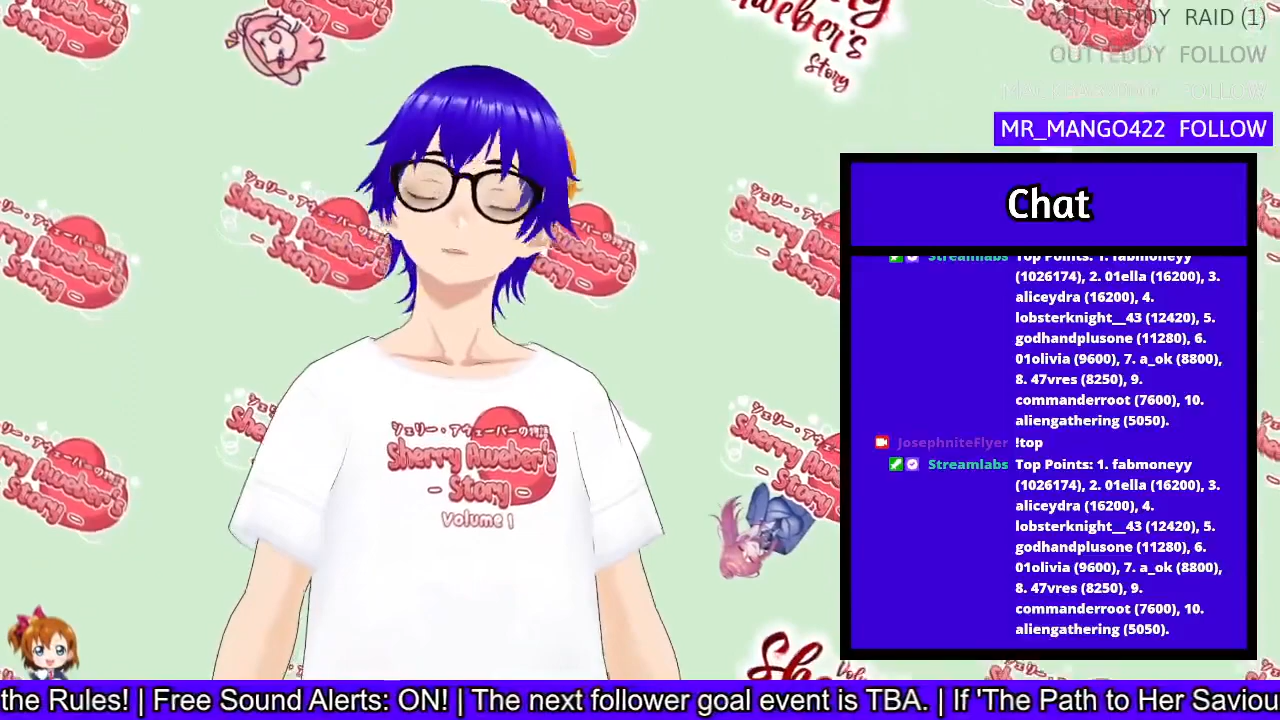 OUTTEDDY RAID (1)
OUTTEDDY FOLLOW
FOLLOW
MR_MANGO422 FOLLOW
Chat
Streamlabs Top Points: 1. fabmoneyy
(1026174), 2. 01ella (16200), 3.
aliceydra (16200), 4.
lobsterknight__43 (12420), 5.
godhandplusone (11280), 6.
01olivia (9600), 7. a_ok (8800),
8. 47vres (8250), 9.
commanderroot (7600), 10.
aliengathering (5050).
JosephniteFlyer !top
Streamlabs Top Points: 1. fabmoneyy
(1026174), 2. 01ella (16200), 3.
aliceydra (16200), 4.
lobsterknight__43 (12420), 5.
godhandplusone (11280), 6.
01olivia (9600), 7. a_ok (8800),
8. 47vres (8250), 9.
commanderroot (7600), 10.
aliengathering (5050).
シェリー・アウェーバーの物語
Sherry Aweber's
- Story -
Volume 1
the Rules! | Free Sound Alerts: ON! | The next follower goal event is TBA. | If 'The Path to Her Saviou